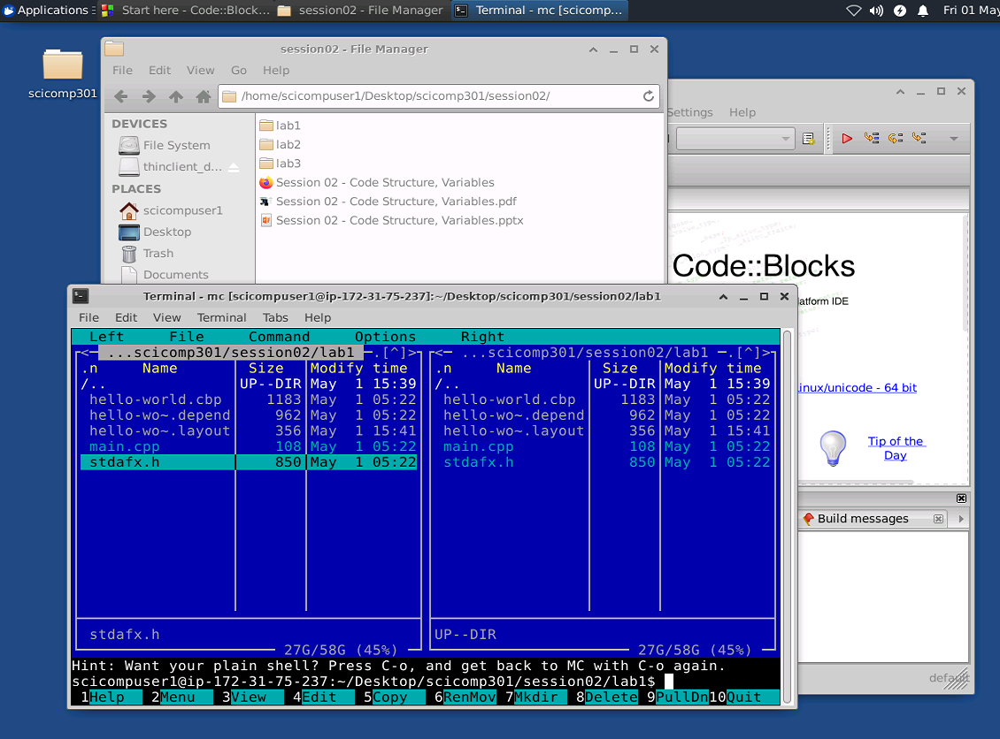 Applications Start here - Code::Block... session02 - File Manager Terminal - mc [scicomp... Fri 01 May
scicomp301
session02 - File Manager
File Edit View Go Help
/home/scicompuser1/Desktop/scicomp301/session02/
DEVICES
File System
thinclient_d...
PLACES
scicompuser1
Desktop
Trash
Documents
lab1
lab2
lab3
Session 02 - Code Structure, Variables
Session 02 - Code Structure, Variables.pdf
Session 02 - Code Structure, Variables.pptx
Settings Help
Code::Blocks
atform IDE
inux/unicode - 64 bit
Tip of the
Day
Build messages
default
Terminal - mc [scicompuser1@ip-172-31-75-237]:~/Desktop/scicomp301/session02/lab1
File Edit View Terminal Tabs Help
Left File Command Options Right
<— ...scicomp301/session02/lab1 —.[^]> <— ...scicomp301/session02/lab1 —.[^]>
.n Name Size Modify time .n Name Size Modify time
/.. UP--DIR May 1 15:39 /.. UP--DIR May 1 15:39
hello-world.cbp 1183 May 1 05:22 hello-world.cbp 1183 May 1 05:22
hello-wo~.depend 962 May 1 05:22 hello-wo~.depend 962 May 1 05:22
hello-wo~.layout 356 May 1 15:41 hello-wo~.layout 356 May 1 15:41
main.cpp 108 May 1 05:22 main.cpp 108 May 1 05:22
stdafx.h 850 May 1 05:22 stdafx.h 850 May 1 05:22
stdafx.h UP--DIR
27G/58G (45%) 27G/58G (45%)
Hint: Want your plain shell? Press C-o, and get back to MC with C-o again.
scicompuser1@ip-172-31-75-237:~/Desktop/scicomp301/session02/lab1$
1Help 2Menu 3View 4Edit 5Copy 6RenMov 7Mkdir 8Delete 9PullDn 10Quit